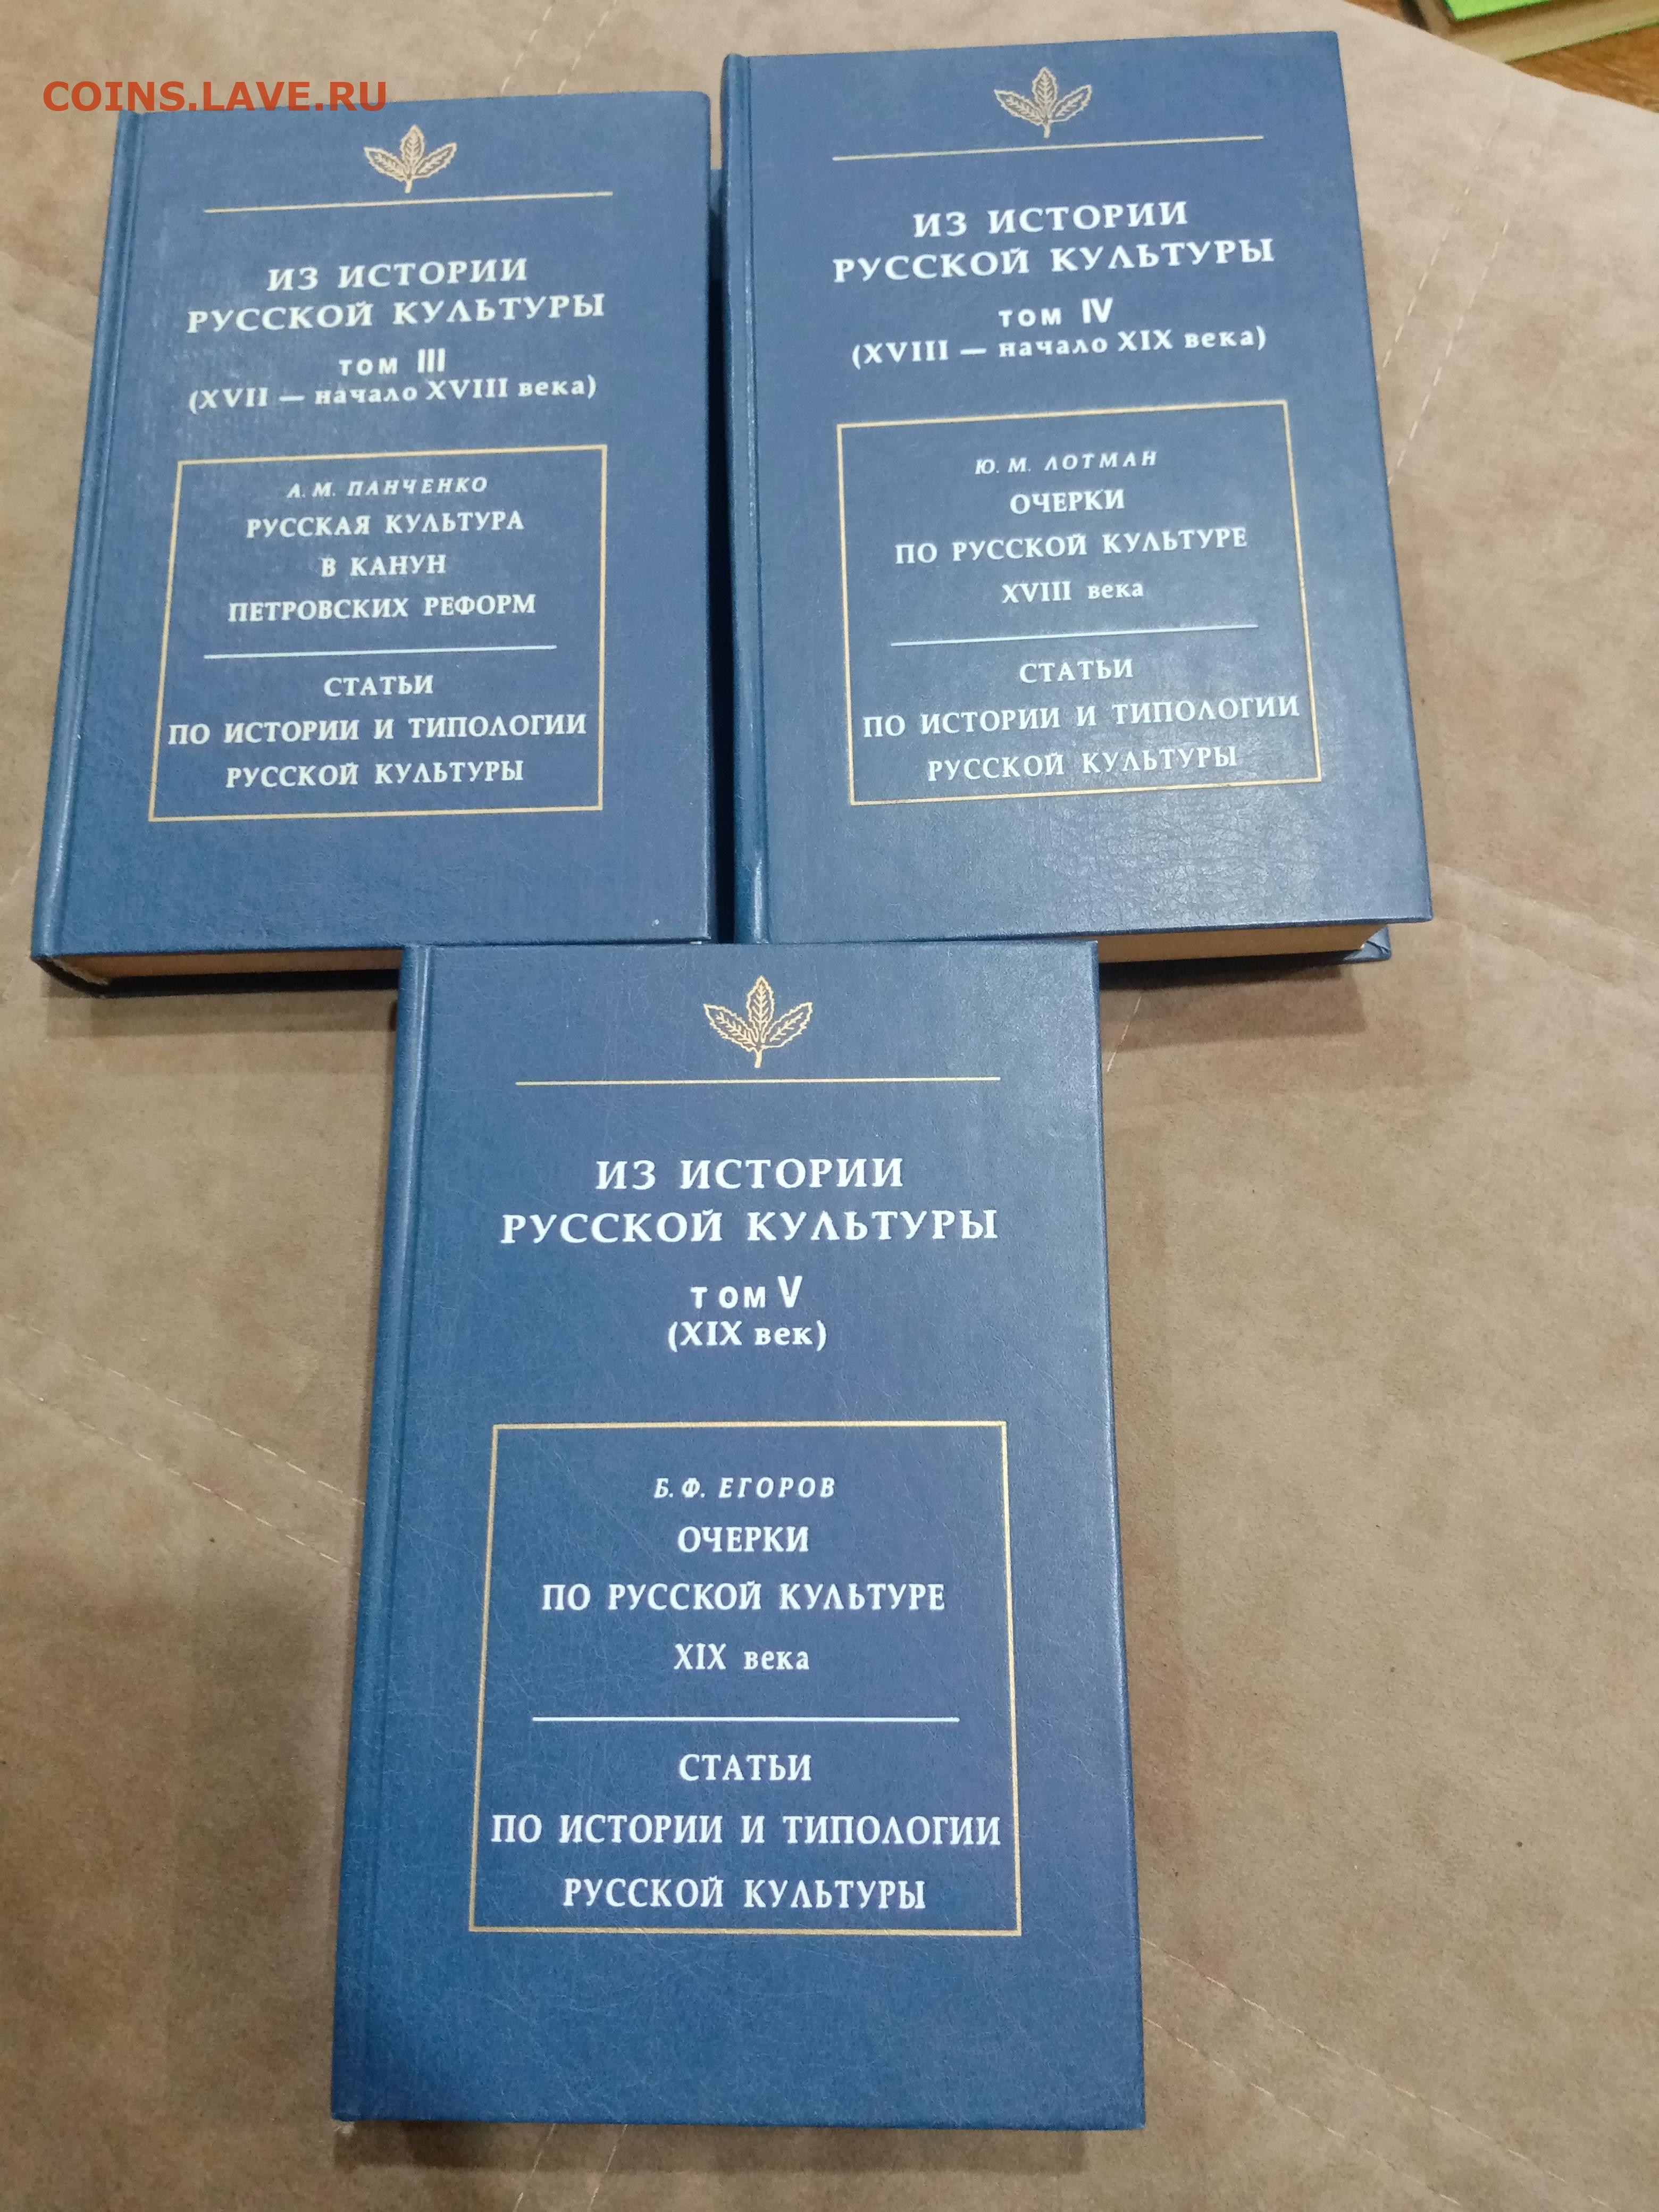 COINS.LAVE.RU
ИЗ ИСТОРИИ
РУССКОЙ КУЛЬТУРЫ
том III
(XVII — начало XVIII века)
А. М. ПАНЧЕНКО
РУССКАЯ КУЛЬТУРА
В КАНУН
ПЕТРОВСКИХ РЕФОРМ
СТАТЬИ
ПО ИСТОРИИ И ТИПОЛОГИИ
РУССКОЙ КУЛЬТУРЫ
ИЗ ИСТОРИИ
РУССКОЙ КУЛЬТУРЫ
том IV
(XVIII — начало XIX века)
Ю. М. ЛОТМАН
ОЧЕРКИ
ПО РУССКОЙ КУЛЬТУРЕ
XVIII века
СТАТЬИ
ПО ИСТОРИИ И ТИПОЛОГИИ
РУССКОЙ КУЛЬТУРЫ
ИЗ ИСТОРИИ
РУССКОЙ КУЛЬТУРЫ
том V
(XIX век)
Б. Ф. ЕГОРОВ
ОЧЕРКИ
ПО РУССКОЙ КУЛЬТУРЕ
XIX века
СТАТЬИ
ПО ИСТОРИИ И ТИПОЛОГИИ
РУССКОЙ КУЛЬТУРЫ